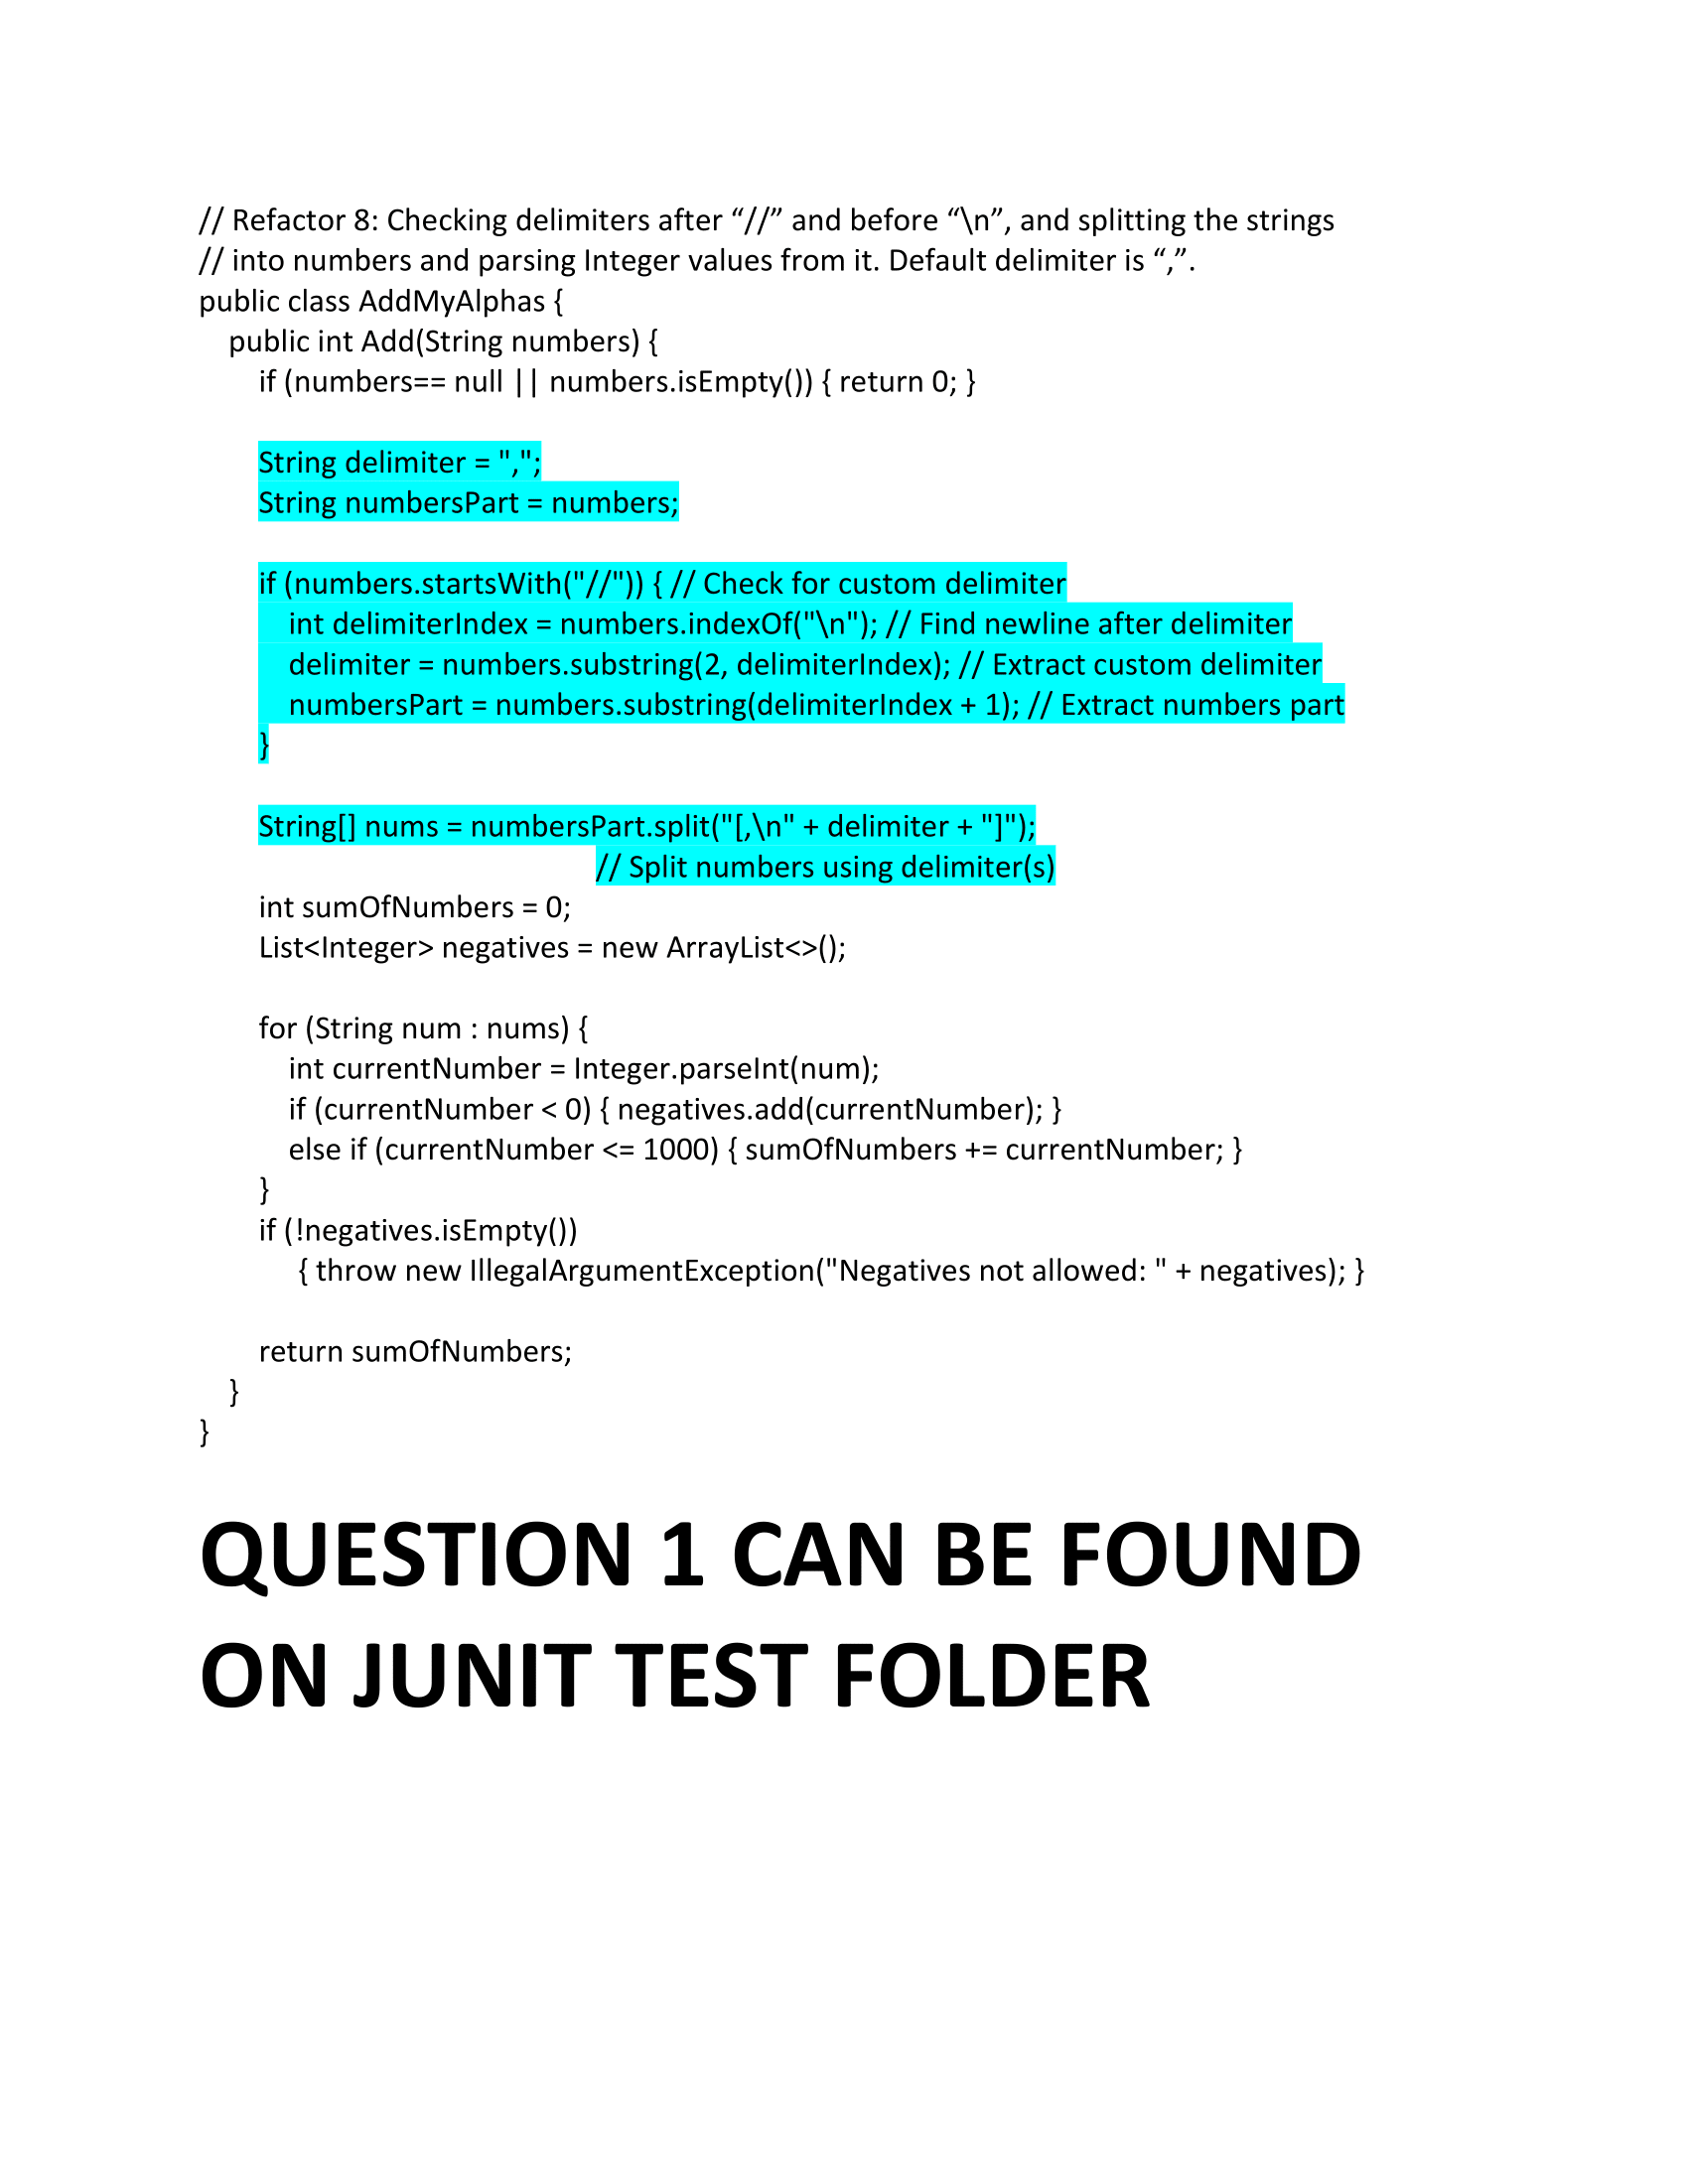 // Refactor 8: Checking delimiters after “//” and before “\n”, and splitting the strings
// into numbers and parsing Integer values from it. Default delimiter is “,”.
public class AddMyAlphas {
public int Add(String numbers) {
if (numbers== null || numbers.isEmpty()) { return 0; }
String delimiter = ",";
String numbersPart = numbers;
if (numbers.startsWith("//")) { // Check for custom delimiter
int delimiterIndex = numbers.indexOf("\n"); // Find newline after delimiter
delimiter = numbers.substring(2, delimiterIndex); // Extract custom delimiter
numbersPart = numbers.substring(delimiterIndex + 1); // Extract numbers part
}
String[] nums = numbersPart.split("[,\n" + delimiter + "]");
// Split numbers using delimiter(s)
int sumOfNumbers = 0;
List<Integer> negatives = new ArrayList<>();
for (String num : nums) {
int currentNumber = Integer.parseInt(num);
if (currentNumber < 0) { negatives.add(currentNumber); }
else if (currentNumber <= 1000) { sumOfNumbers += currentNumber; }
}
if (!negatives.isEmpty())
{ throw new IllegalArgumentException("Negatives not allowed: " + negatives); }
return sumOfNumbers;
}
}
QUESTION 1 CAN BE FOUND
ON JUNIT TEST FOLDER